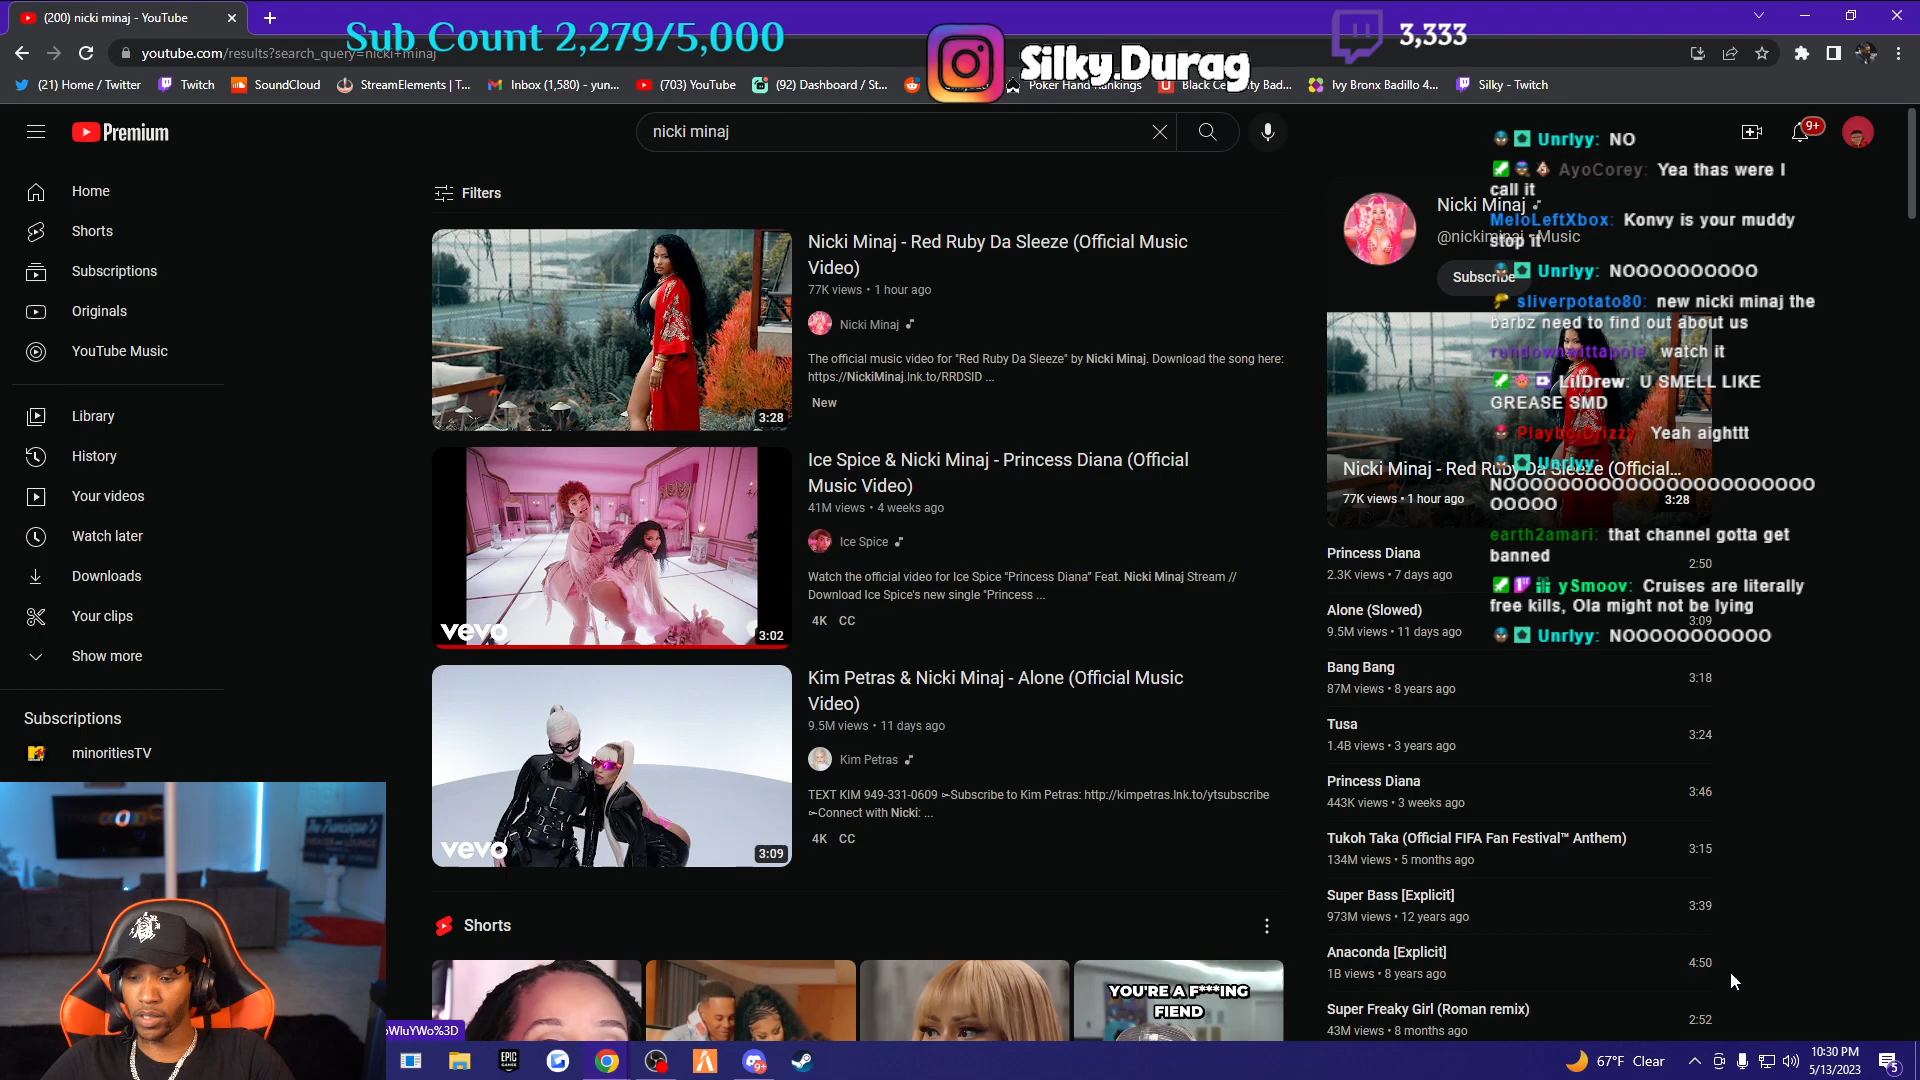 (200) nicki minaj - YouTube
Sub Count 2,279/5,000
Silky.Durag
3,333
youtube.com/results?search_query=nicki+minaj
(21) Home / Twitter
Twitch
SoundCloud
StreamElements | T...
Inbox (1,580) - yun...
(703) YouTube
(92) Dashboard / St...
Poker Hand Rankings
Ivy Bronx Badillo 4...
Silky - Twitch
Premium
nicki minaj
9+
Home
Shorts
Subscriptions
Originals
YouTube Music
Library
History
Your videos
Watch later
Downloads
Your clips
Show more
Subscriptions
minoritiesTV
Filters
3:28
Nicki Minaj - Red Ruby Da Sleeze (Official Music
Video)
77K views • 1 hour ago
Nicki Minaj
The official music video for "Red Ruby Da Sleeze" by Nicki Minaj. Download the song here:
https://NickiMinaj.lnk.to/RRDSID ...
New
vevo
3:02
Ice Spice & Nicki Minaj - Princess Diana (Official
Music Video)
41M views • 4 weeks ago
Ice Spice
Watch the official video for Ice Spice "Princess Diana" Feat. Nicki Minaj Stream //
Download Ice Spice's new single "Princess ...
4K CC
vevo
3:09
Kim Petras & Nicki Minaj - Alone (Official Music
Video)
9.5M views • 11 days ago
Kim Petras
TEXT KIM 949-331-0609 ➳Subscribe to Kim Petras: http://kimpetras.lnk.to/ytsubscribe
➳Connect with Nicki: ...
4K CC
Shorts
YOU'RE A F***ING
FIEND
Nicki Minaj
@nickiminaj • Music
Subscribe
Nicki Minaj - Red Ruby Da Sleeze (Official...
77K views • 1 hour ago
3:28
Princess Diana
2.3K views • 7 days ago
2:50
Alone (Slowed)
9.5M views • 11 days ago
3:09
Bang Bang
87M views • 8 years ago
3:18
Tusa
1.4B views • 3 years ago
3:24
Princess Diana
443K views • 3 weeks ago
3:46
Tukoh Taka (Official FIFA Fan Festival™ Anthem)
134M views • 5 months ago
3:15
Super Bass [Explicit]
973M views • 12 years ago
3:39
Anaconda [Explicit]
1B views • 8 years ago
4:50
Super Freaky Girl (Roman remix)
43M views • 8 months ago
2:52
Unrlyy: NO
AyoCorey: Yea thas were I
call it
MeloLeftXbox: Konvy is your muddy
stop it
Unrlyy: NOOOOOOOOOO
sliverpotato80: new nicki minaj the
barbz need to find out about us
rundownwittapole watch it
LilDrew: U SMELL LIKE
GREASE SMD
PlayboiDrizzy Yeah aighttt
Unrlyy:
NOOOOOOOOOOOOOOOOOOOOOOO
OOOOO
earth2amari: that channel gotta get
banned
ySmoov: Cruises are literally
free kills, Ola might not be lying
Unrlyy: NOOOOOOOOOOO
oWluYWo%3D
EPIC
GAMES
9+
67°F Clear
10:30 PM
5/13/2023
5